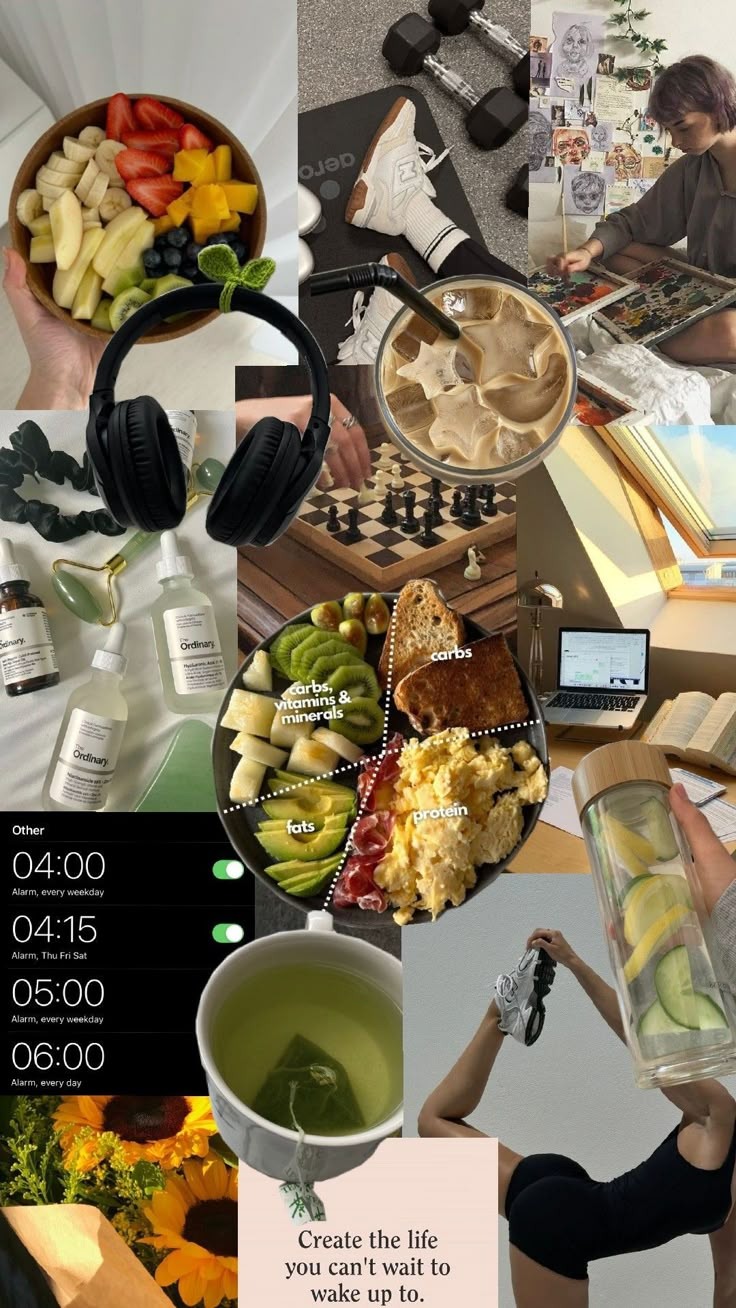 aero
N
The
Ordinary.
Ordinary.
The
Ordinary.
The
Ordinary.
carbs
carbs,
vitamins &
minerals
fats
protein
Other
04:00
Alarm, every weekday
04:15
Alarm, Thu Fri Sat
05:00
Alarm, every weekday
06:00
Alarm, every day
Create the life
you can't wait to
wake up to.